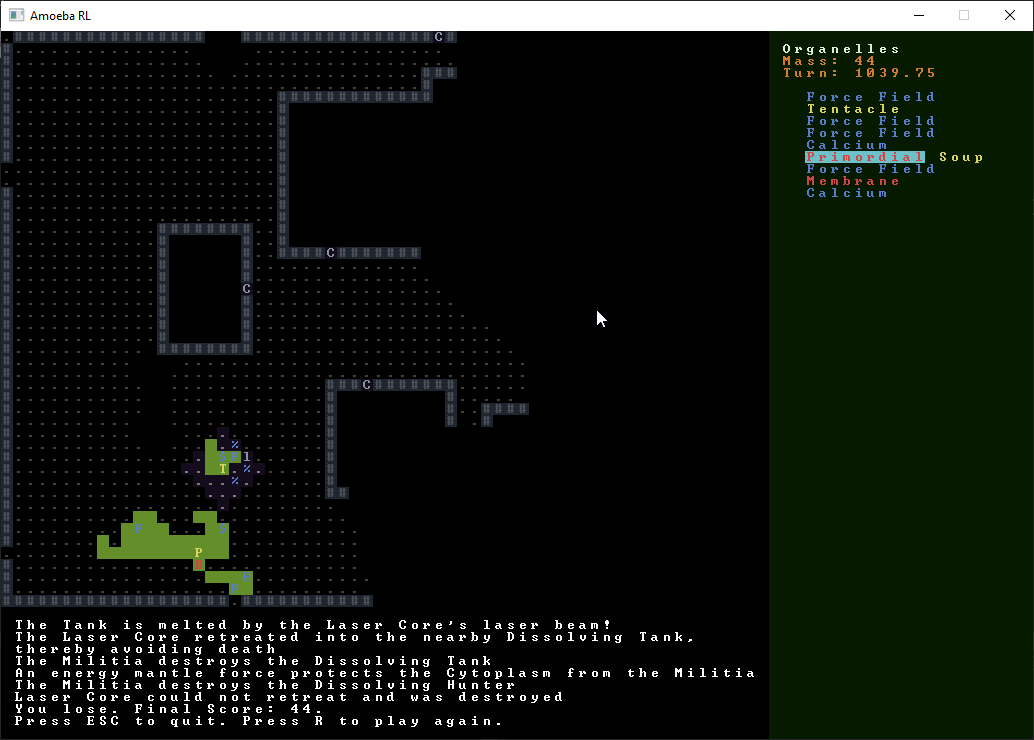 Amoeba RL
Organelles
Mass: 44
Turn: 1039.75
Force Field
Tentacle
Force Field
Force Field
Calcium
Primordial Soup
Force Field
Membrane
Calcium
The Tank is melted by the Laser Core's laser beam!
The Laser Core retreated into the nearby Dissolving Tank,
thereby avoiding death
The Militia destroys the Dissolving Tank
An energy mantle force protects the Cytoplasm from the Militia
The Militia destroys the Dissolving Hunter
Laser Core could not retreat and was destroyed
You lose. Final Score: 44.
Press ESC to quit. Press R to play again.